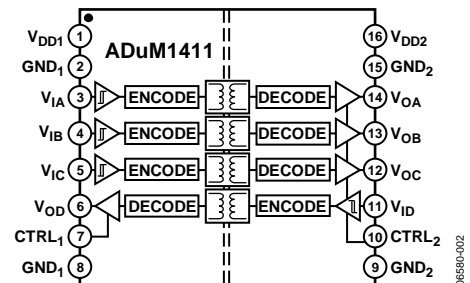 ADuM1411
VDD1 1
GND1 2
VIA 3 ENCODE DECODE 14 VOA
VIB 4 ENCODE DECODE 13 VOB
VIC 5 ENCODE DECODE 12 VOC
VOD 6 DECODE ENCODE 11 VID
CTRL1 7
GND1 8
16 VDD2
15 GND2
10 CTRL2
9 GND2
06580-002